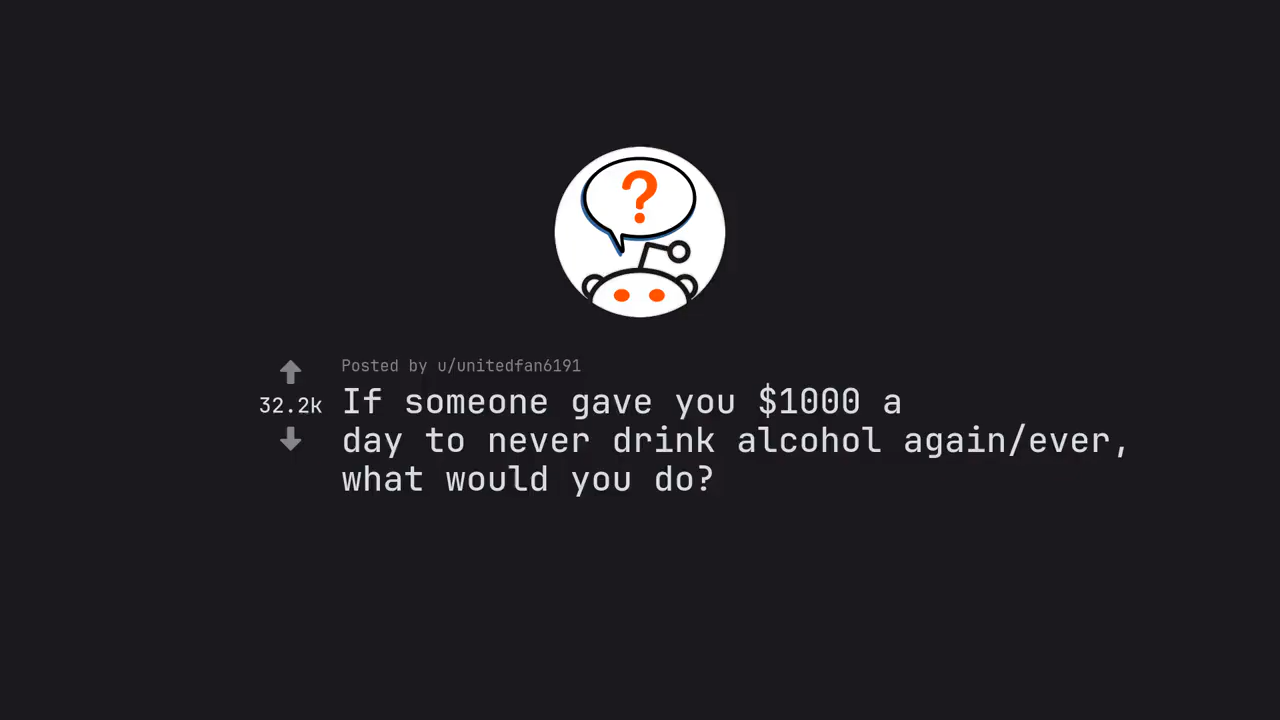 ?
Posted by u/unitedfan6191
32.2k
If someone gave you $1000 a
day to never drink alcohol again/ever,
what would you do?